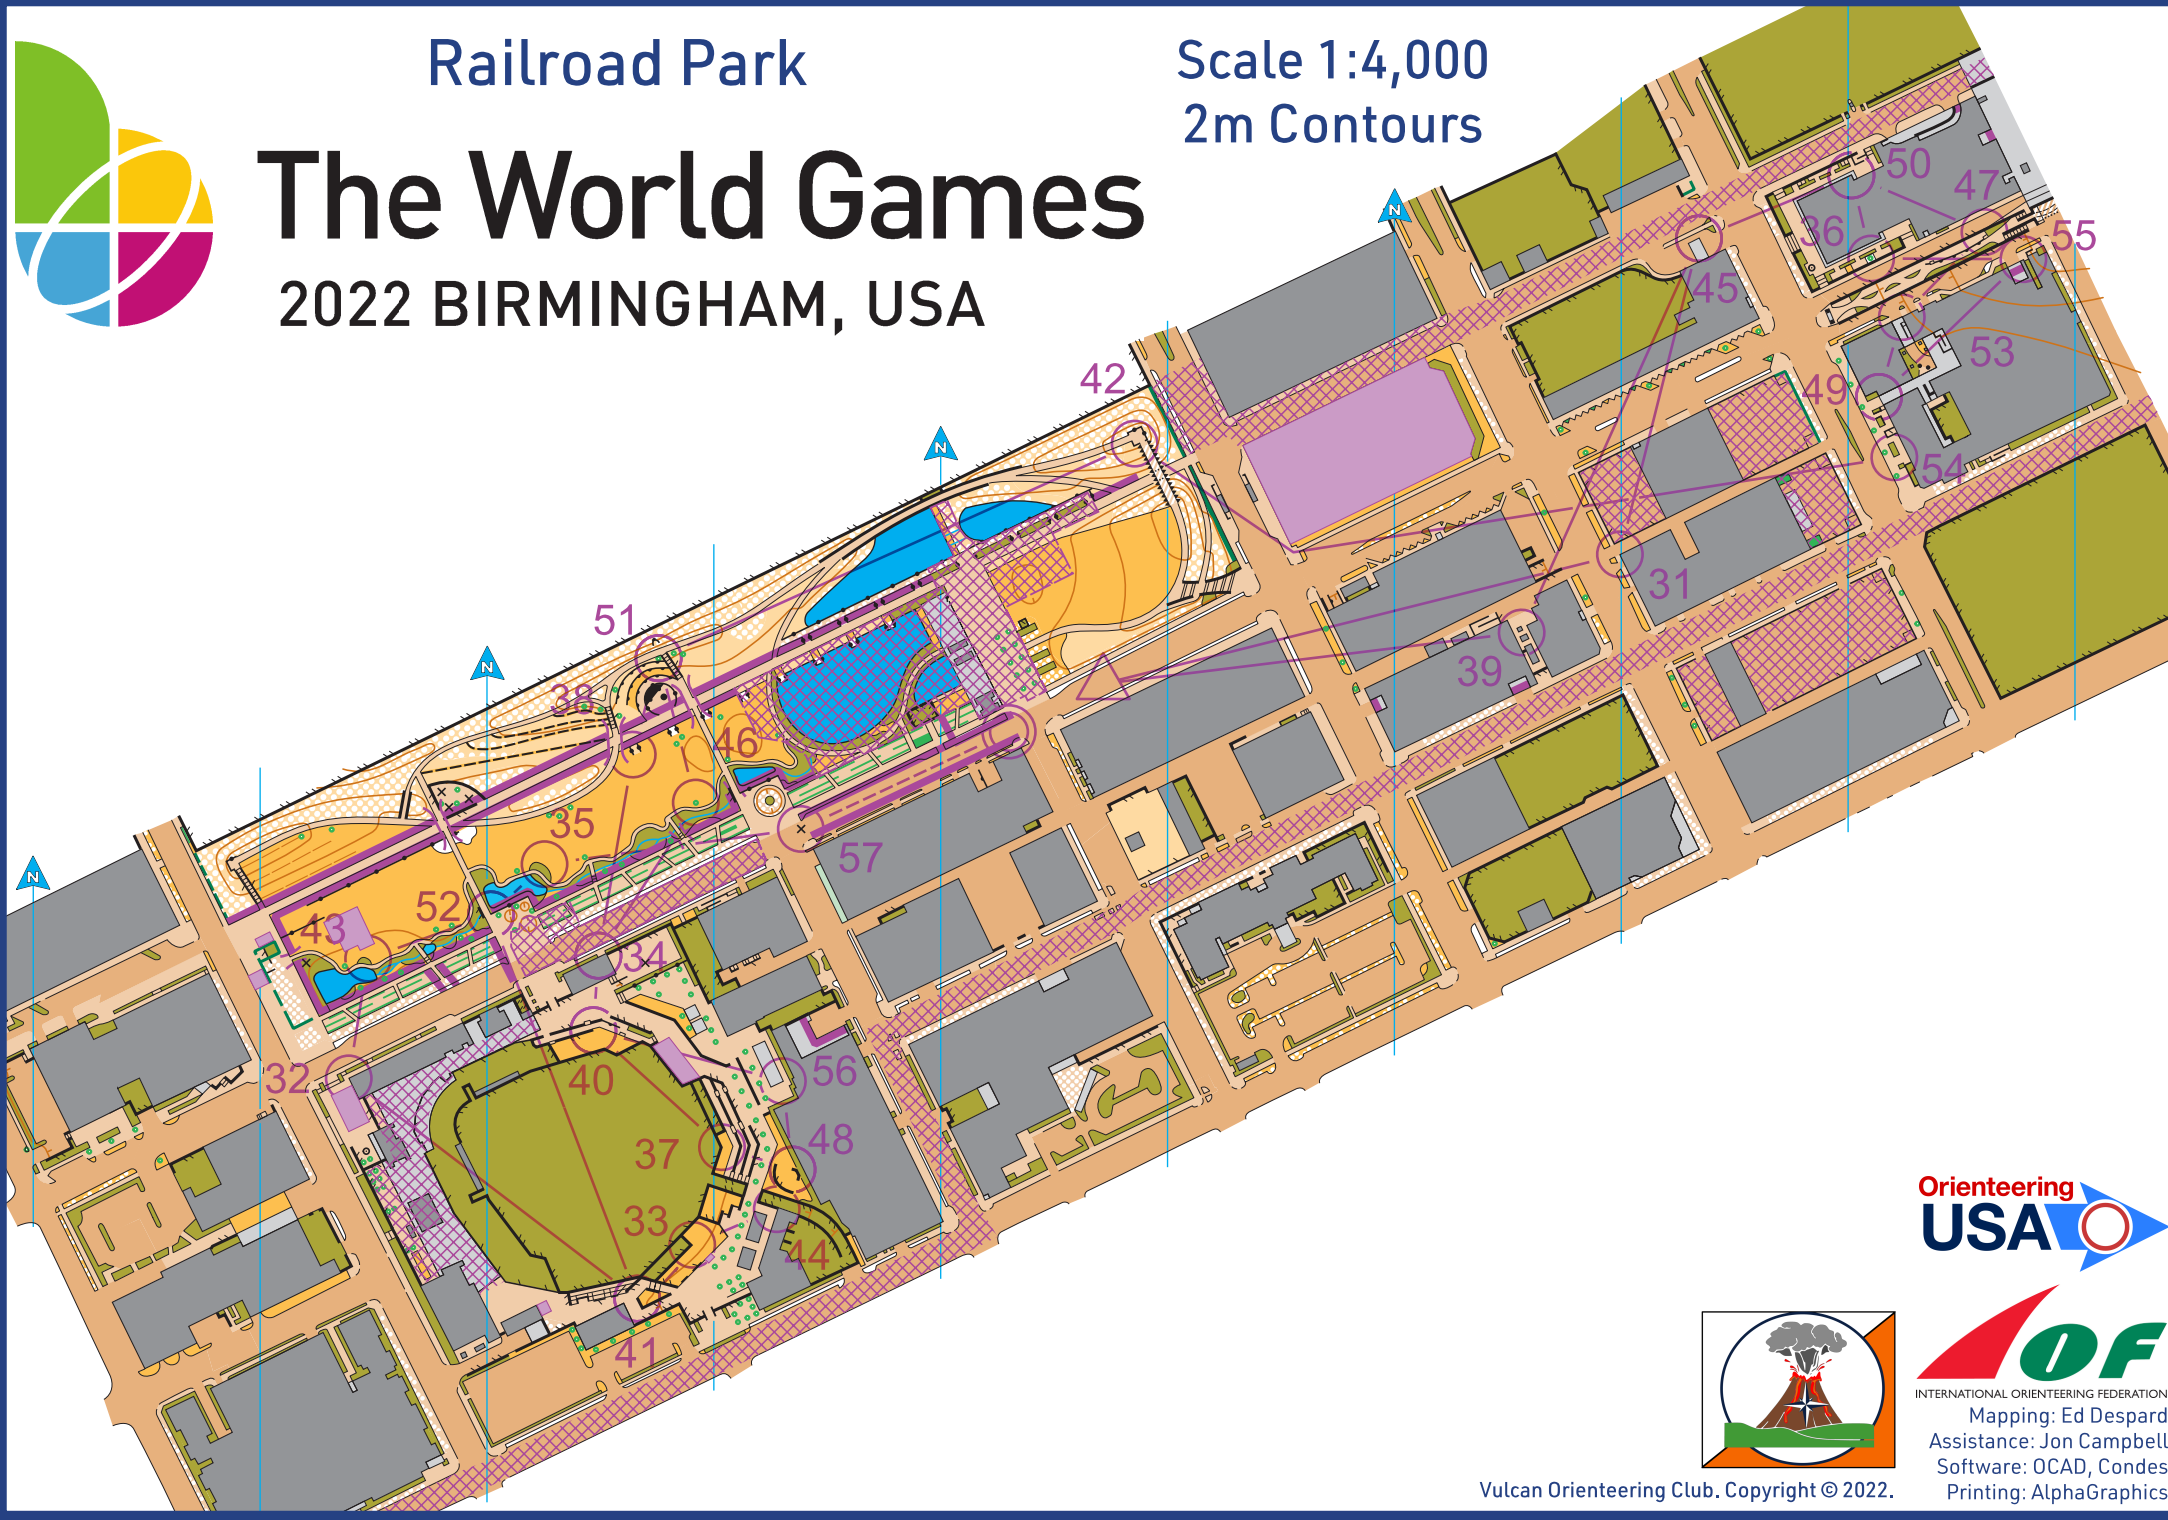 Railroad Park
Scale 1:4,000
2m Contours
The World Games
2022 BIRMINGHAM, USA
N
N
N
N
N
50
47
36
55
45
53
49
54
42
31
39
51
38
46
35
57
52
43
34
32
40
56
37
48
33
44
41
Orienteering
USA
IOF
INTERNATIONAL ORIENTEERING FEDERATION
Mapping: Ed Despard
Assistance: Jon Campbell
Software: OCAD, Condes
Printing: AlphaGraphics
Vulcan Orienteering Club. Copyright © 2022.